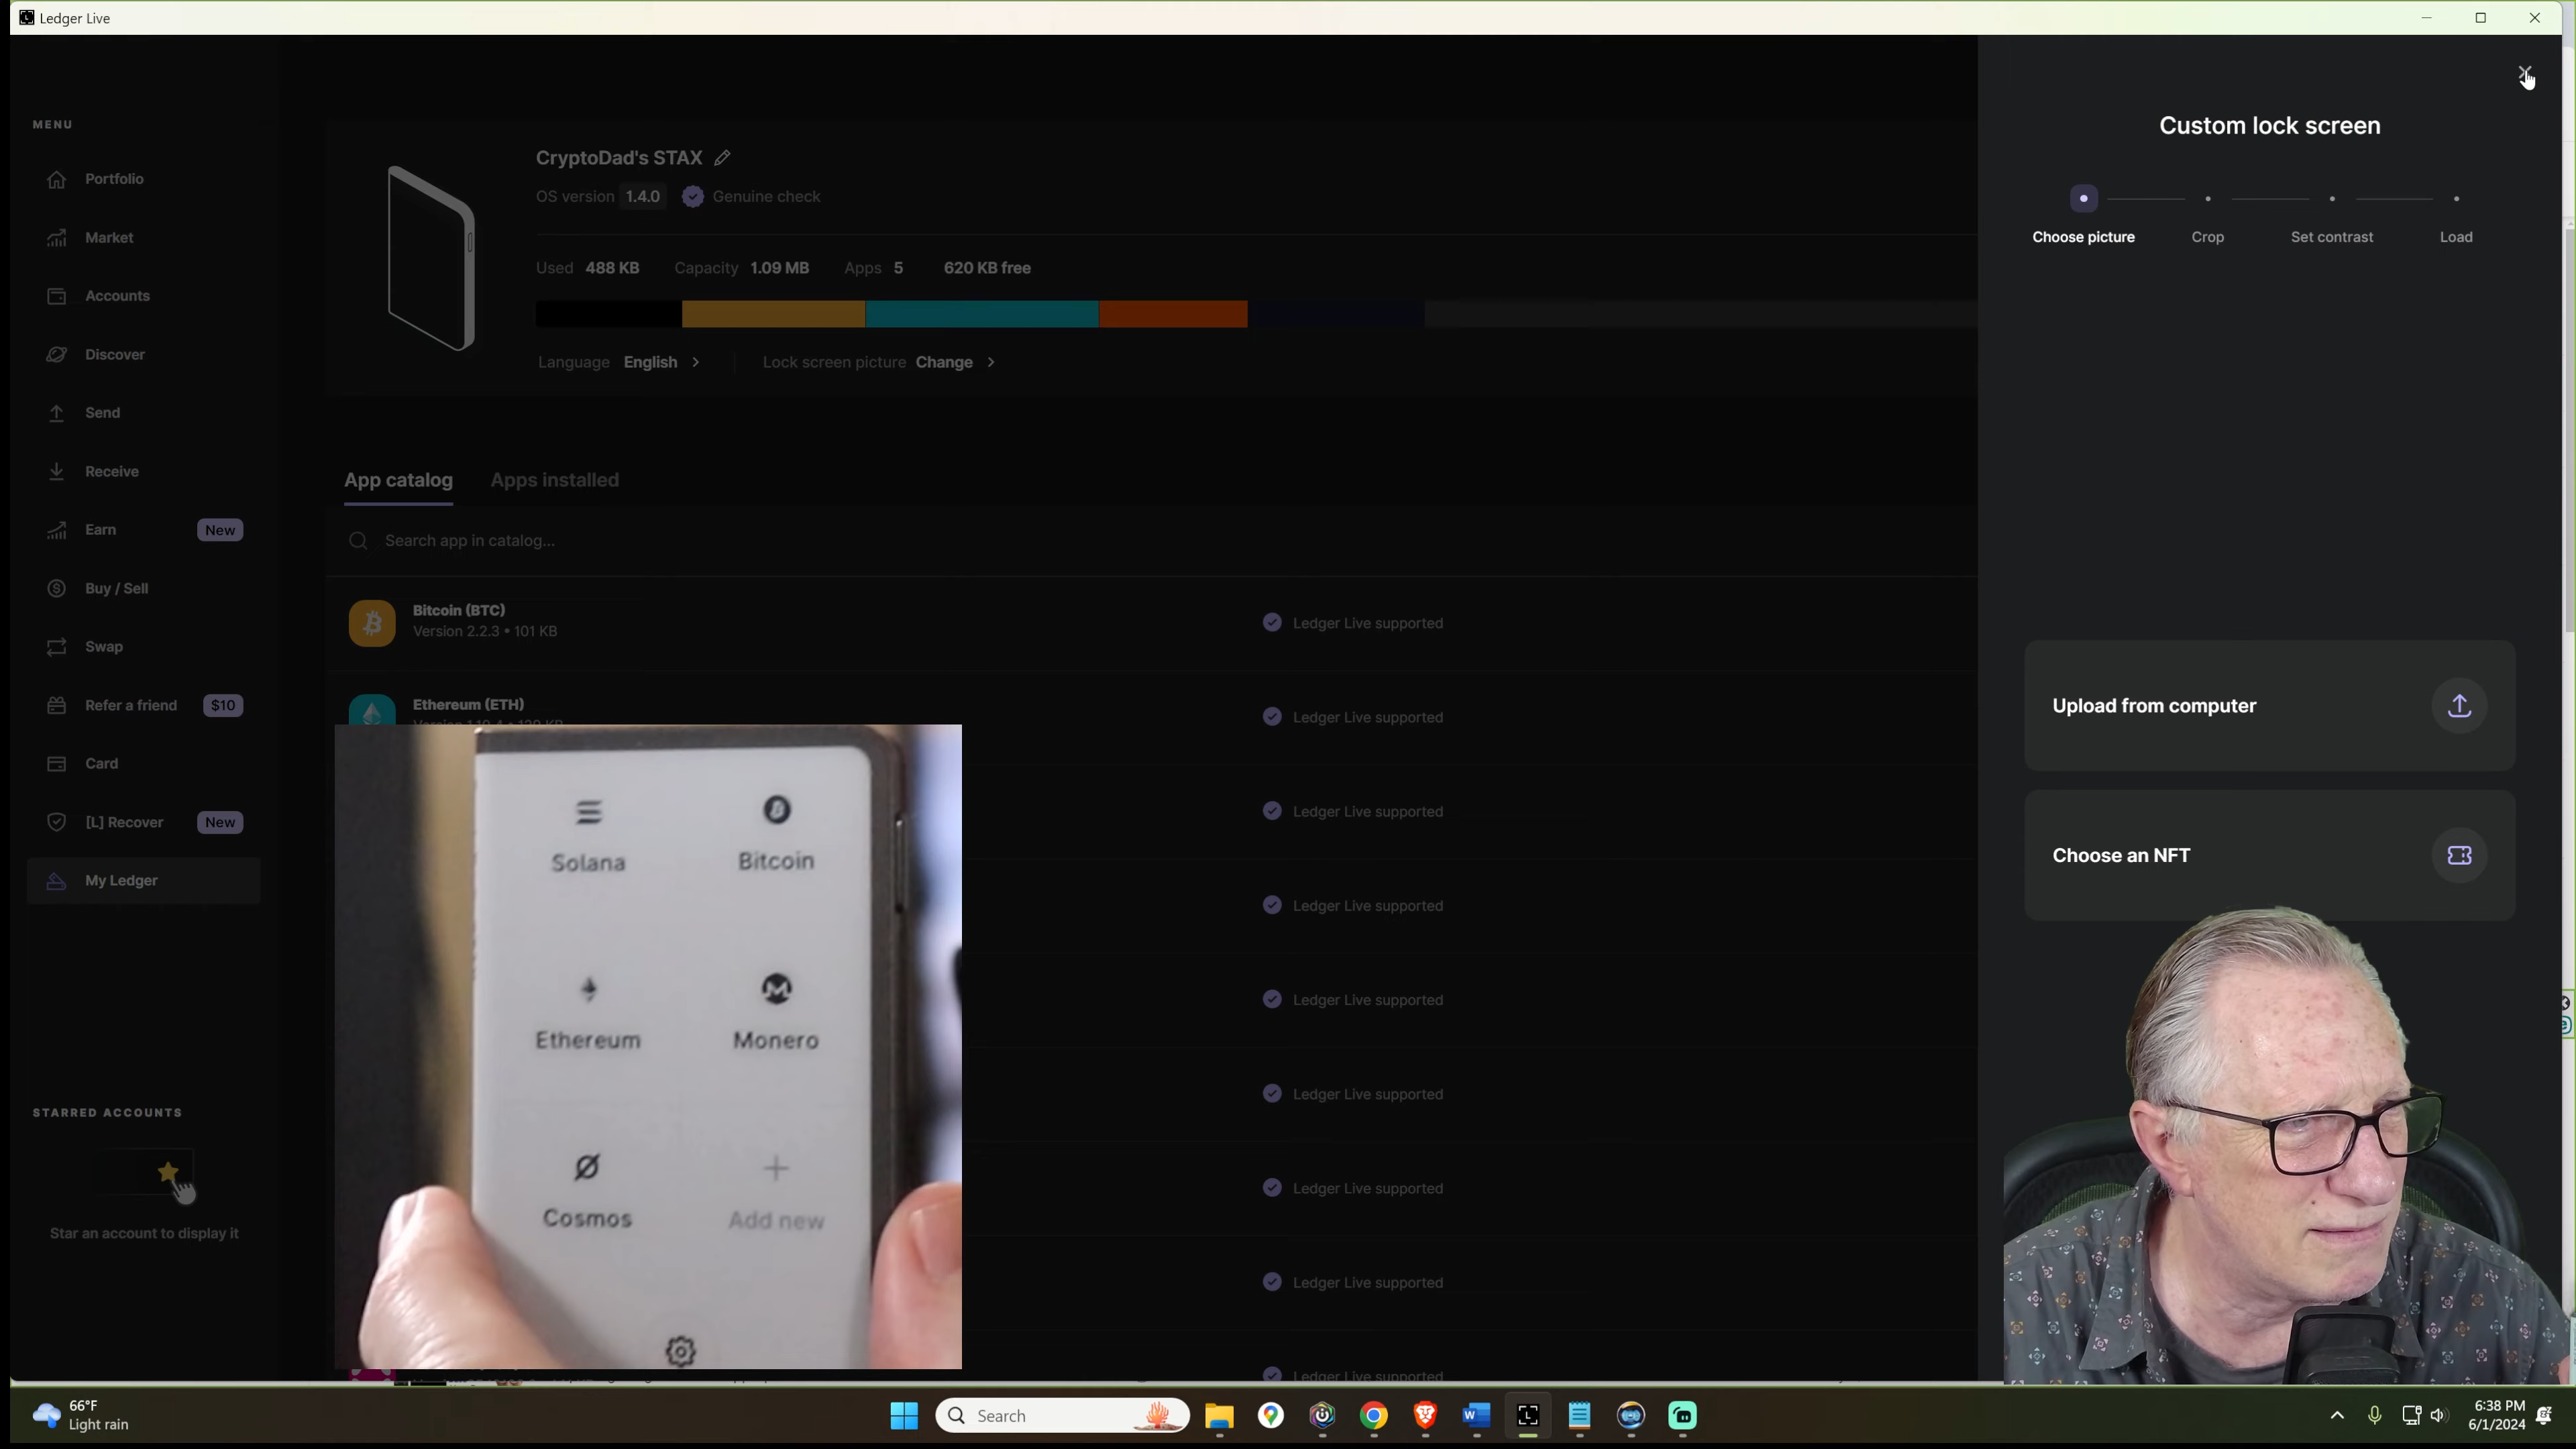 Ledger Live
MENU
Portfolio
Market
Accounts
Discover
Send
Receive
Earn New
Buy / Sell
Swap
Refer a friend $10
Card
[L] Recover New
My Ledger
STARRED ACCOUNTS
Star an account to display it
CryptoDad's STAX
OS version 1.4.0 Genuine check
Used 488 KB Capacity 1.09 MB Apps 5 620 KB free
Language English Lock screen picture Change
App catalog Apps installed
Search app in catalog...
Bitcoin (BTC)
Version 2.2.3 • 101 KB
Ledger Live supported
Ethereum (ETH)
Ledger Live supported
Ledger Live supported
Ledger Live supported
Ledger Live supported
Ledger Live supported
Ledger Live supported
Ledger Live supported
Ledger Live supported
Solana Bitcoin
Ethereum Monero
Cosmos Add new
Custom lock screen
Choose picture Crop Set contrast Load
Upload from computer
Choose an NFT
66°F
Light rain
Search
6:38 PM
6/1/2024